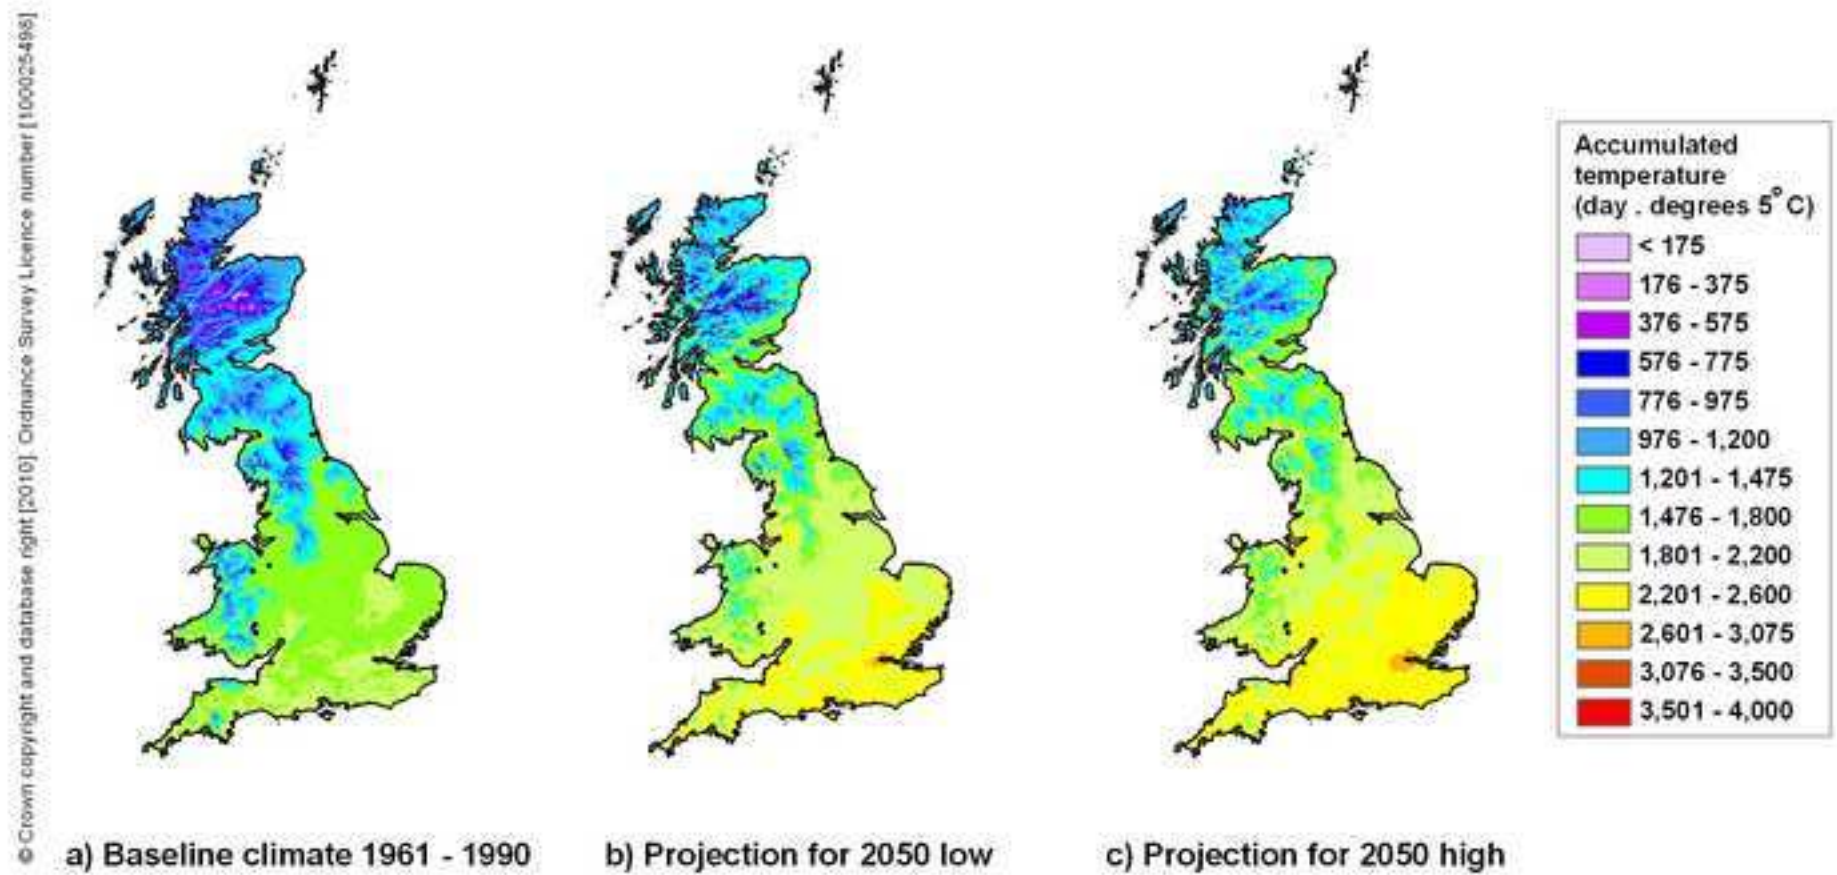 © Crown copyright and database right [2010] Ordnance Survey Licence number [100025498]
Accumulated
temperature
(day . degrees 5°C)
< 175
176 - 375
376 - 575
576 - 775
776 - 975
976 - 1,200
1,201 - 1,475
1,476 - 1,800
1,801 - 2,200
2,201 - 2,600
2,601 - 3,075
3,076 - 3,500
3,501 - 4,000
a) Baseline climate 1961 - 1990
b) Projection for 2050 low
c) Projection for 2050 high